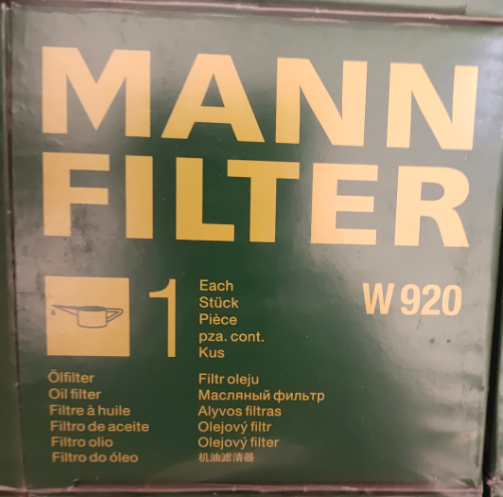 MANN
FILTER
1
Each
Stück
Pièce
pza. cont.
Kus
W 920
Ölfilter
Oil filter
Filtre à huile
Filtro de aceite
Filtro olio
Filtro do óleo
Filtr oleju
Масляный фильтр
Alyvos filtras
Olejový filtr
Olejový filter
机油滤清器